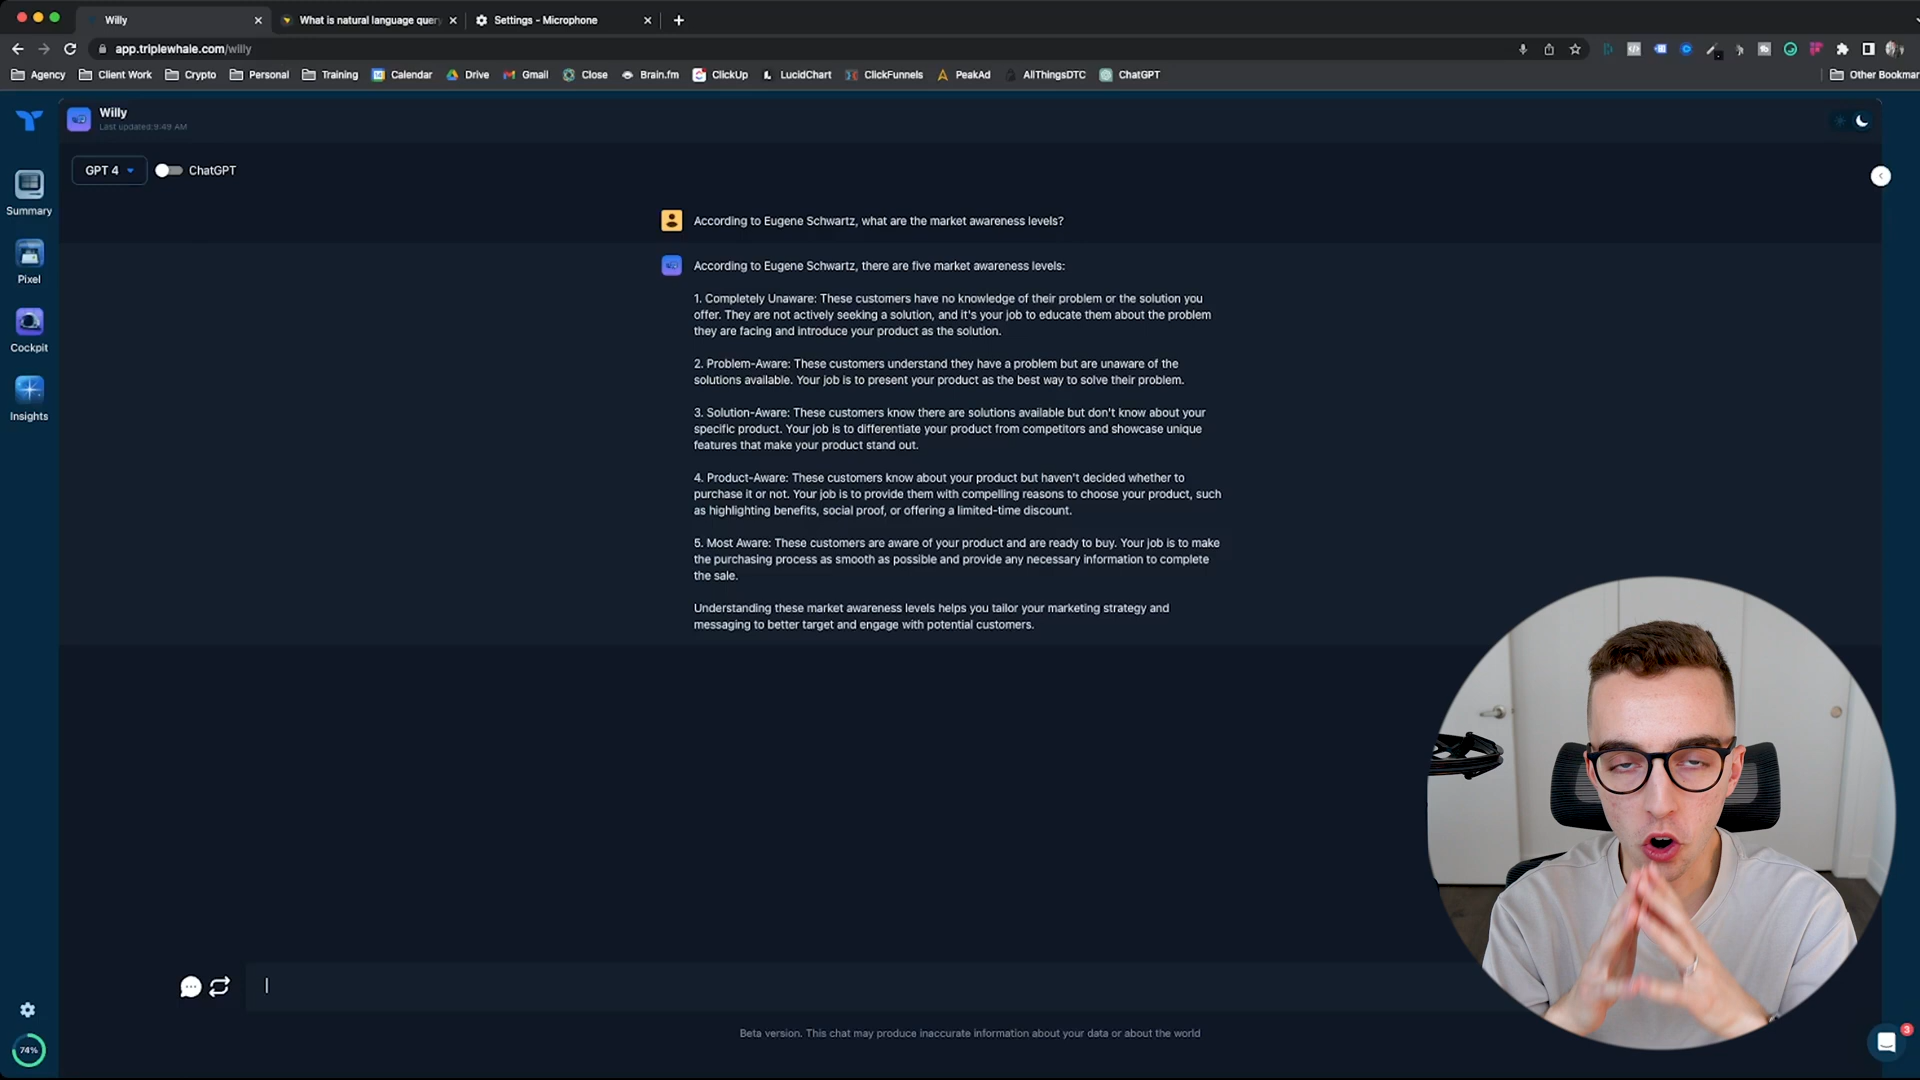 Willy
What is natural language query
Settings - Microphone
app.triplewhale.com/willy
Agency
Client Work
Crypto
Personal
Training
Calendar
Drive
Gmail
Close
Brain.fm
ClickUp
LucidChart
ClickFunnels
PeakAd
AllThingsDTC
ChatGPT
Other Bookmar
Willy
Last updated:9:49 AM
GPT 4
ChatGPT
Summary
Pixel
Cockpit
Insights
According to Eugene Schwartz, what are the market awareness levels?
According to Eugene Schwartz, there are five market awareness levels:
1. Completely Unaware: These customers have no knowledge of their problem or the solution you
offer. They are not actively seeking a solution, and it's your job to educate them about the problem
they are facing and introduce your product as the solution.
2. Problem-Aware: These customers understand they have a problem but are unaware of the
solutions available. Your job is to present your product as the best way to solve their problem.
3. Solution-Aware: These customers know there are solutions available but don't know about your
specific product. Your job is to differentiate your product from competitors and showcase unique
features that make your product stand out.
4. Product-Aware: These customers know about your product but haven't decided whether to
purchase it or not. Your job is to provide them with compelling reasons to choose your product, such
as highlighting benefits, social proof, or offering a limited-time discount.
5. Most Aware: These customers are aware of your product and are ready to buy. Your job is to make
the purchasing process as smooth as possible and provide any necessary information to complete
the sale.
Understanding these market awareness levels helps you tailor your marketing strategy and
messaging to better target and engage with potential customers.
Beta version. This chat may produce inaccurate information about your data or about the world
74%
3